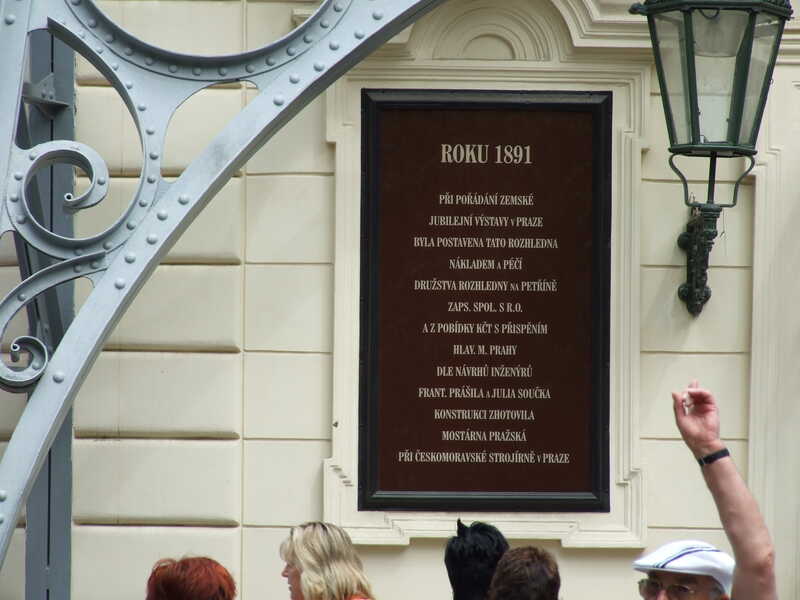 ROKU 1891
PŘI POŘÁDÁNÍ ZEMSKÉ
JUBILEJNÍ VÝSTAVY V PRAZE
BYLA POSTAVENA TATO ROZHLEDNA
NÁKLADEM A PÉČÍ
DRUŽSTVA ROZHLEDNY NA PETŘÍNĚ
ZAPS. SPOL. S R.O.
A Z POBÍDKY KČT S PŘISPĚNÍM
HLAV. M. PRAHY
DLE NÁVRHŮ INŽENÝRŮ
FRANT. PRÁŠILA A JULIA SOUČKA
KONSTRUKCI ZHOTOVILA
MOSTÁRNA PRAŽSKÁ
PŘI ČESKOMORAVSKÉ STROJÍRNĚ V PRAZE